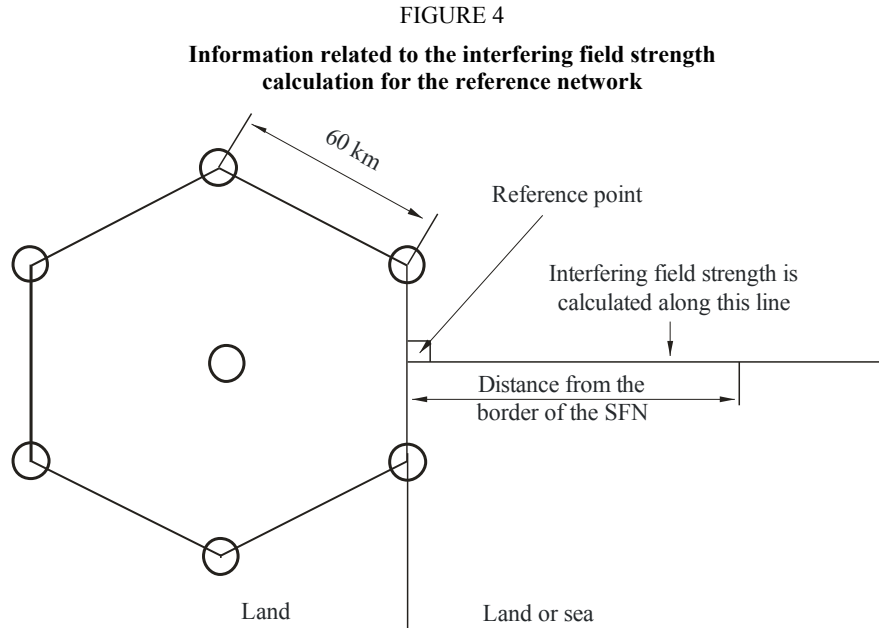 FIGURE 4
Information related to the interfering field strength
calculation for the reference network
60 km
Reference point
Interfering field strength is
calculated along this line
Distance from the
border of the SFN
Land
Land or sea